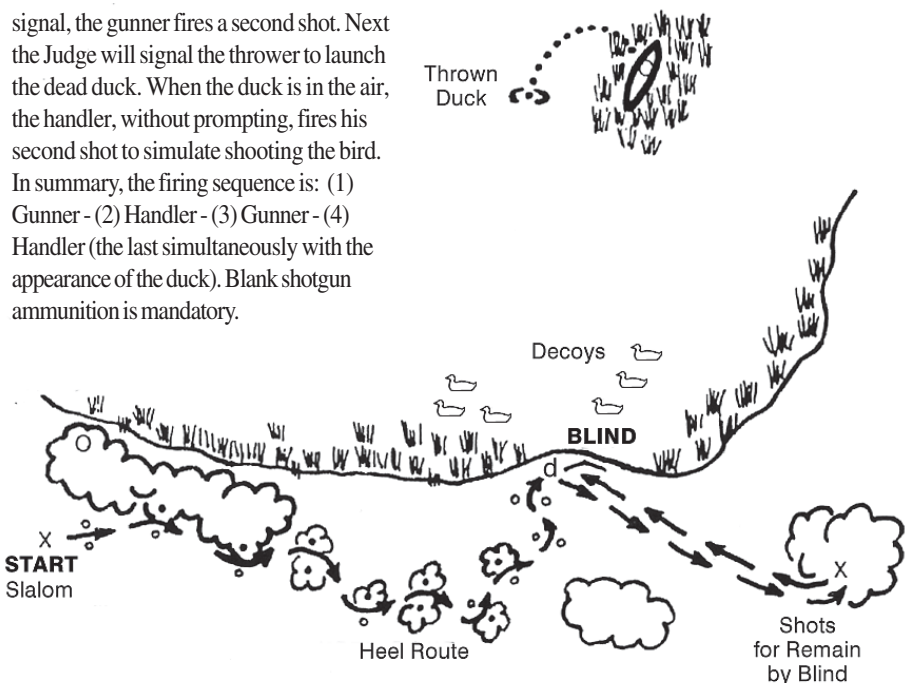 signal, the gunner fires a second shot. Next
the Judge will signal the thrower to launch
the dead duck. When the duck is in the air,
the handler, without prompting, fires his
second shot to simulate shooting the bird.
In summary, the firing sequence is: (1)
Gunner - (2) Handler - (3) Gunner - (4)
Handler (the last simultaneously with the
appearance of the duck). Blank shotgun
ammunition is mandatory.
Thrown
Duck
Decoys
BLIND
d
O
X
START
Slalom
Heel Route
X
Shots
for Remain
by Blind